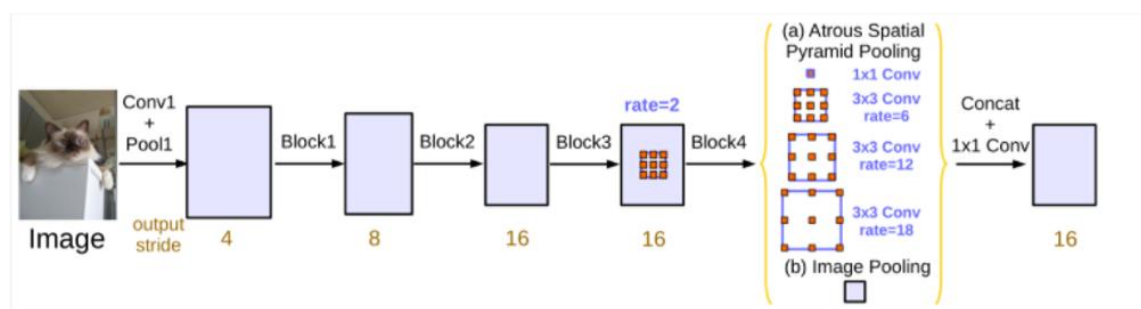 Image
Conv1
+
Pool1
output
stride
4
Block1
8
Block2
16
Block3
rate=2
16
Block4
(a) Atrous Spatial
Pyramid Pooling
1x1 Conv
3x3 Conv
rate=6
3x3 Conv
rate=12
3x3 Conv
rate=18
(b) Image Pooling
Concat
+
1x1 Conv
16